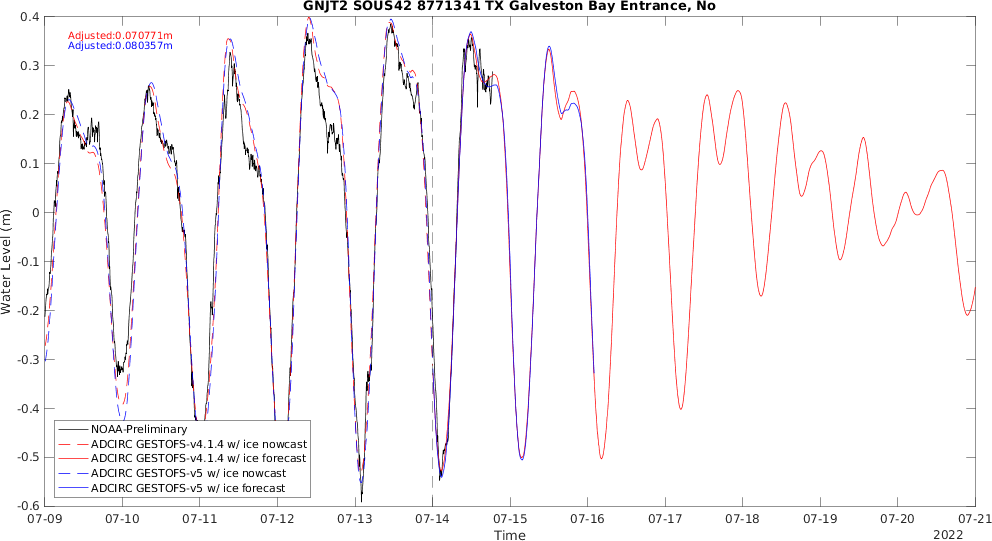 GNJT2 SOUS42 8771341 TX Galveston Bay Entrance, No
Adjusted:0.070771m
Adjusted:0.080357m
0.4
0.3
0.2
0.1
0
-0.1
-0.2
-0.3
-0.4
-0.5
-0.6
Water Level (m)
NOAA-Preliminary
ADCIRC GESTOFS-v4.1.4 w/ ice nowcast
ADCIRC GESTOFS-v4.1.4 w/ ice forecast
ADCIRC GESTOFS-v5 w/ ice nowcast
ADCIRC GESTOFS-v5 w/ ice forecast
07-09 07-10 07-11 07-12 07-13 07-14 07-15 07-16 07-17 07-18 07-19 07-20 07-21
Time
2022